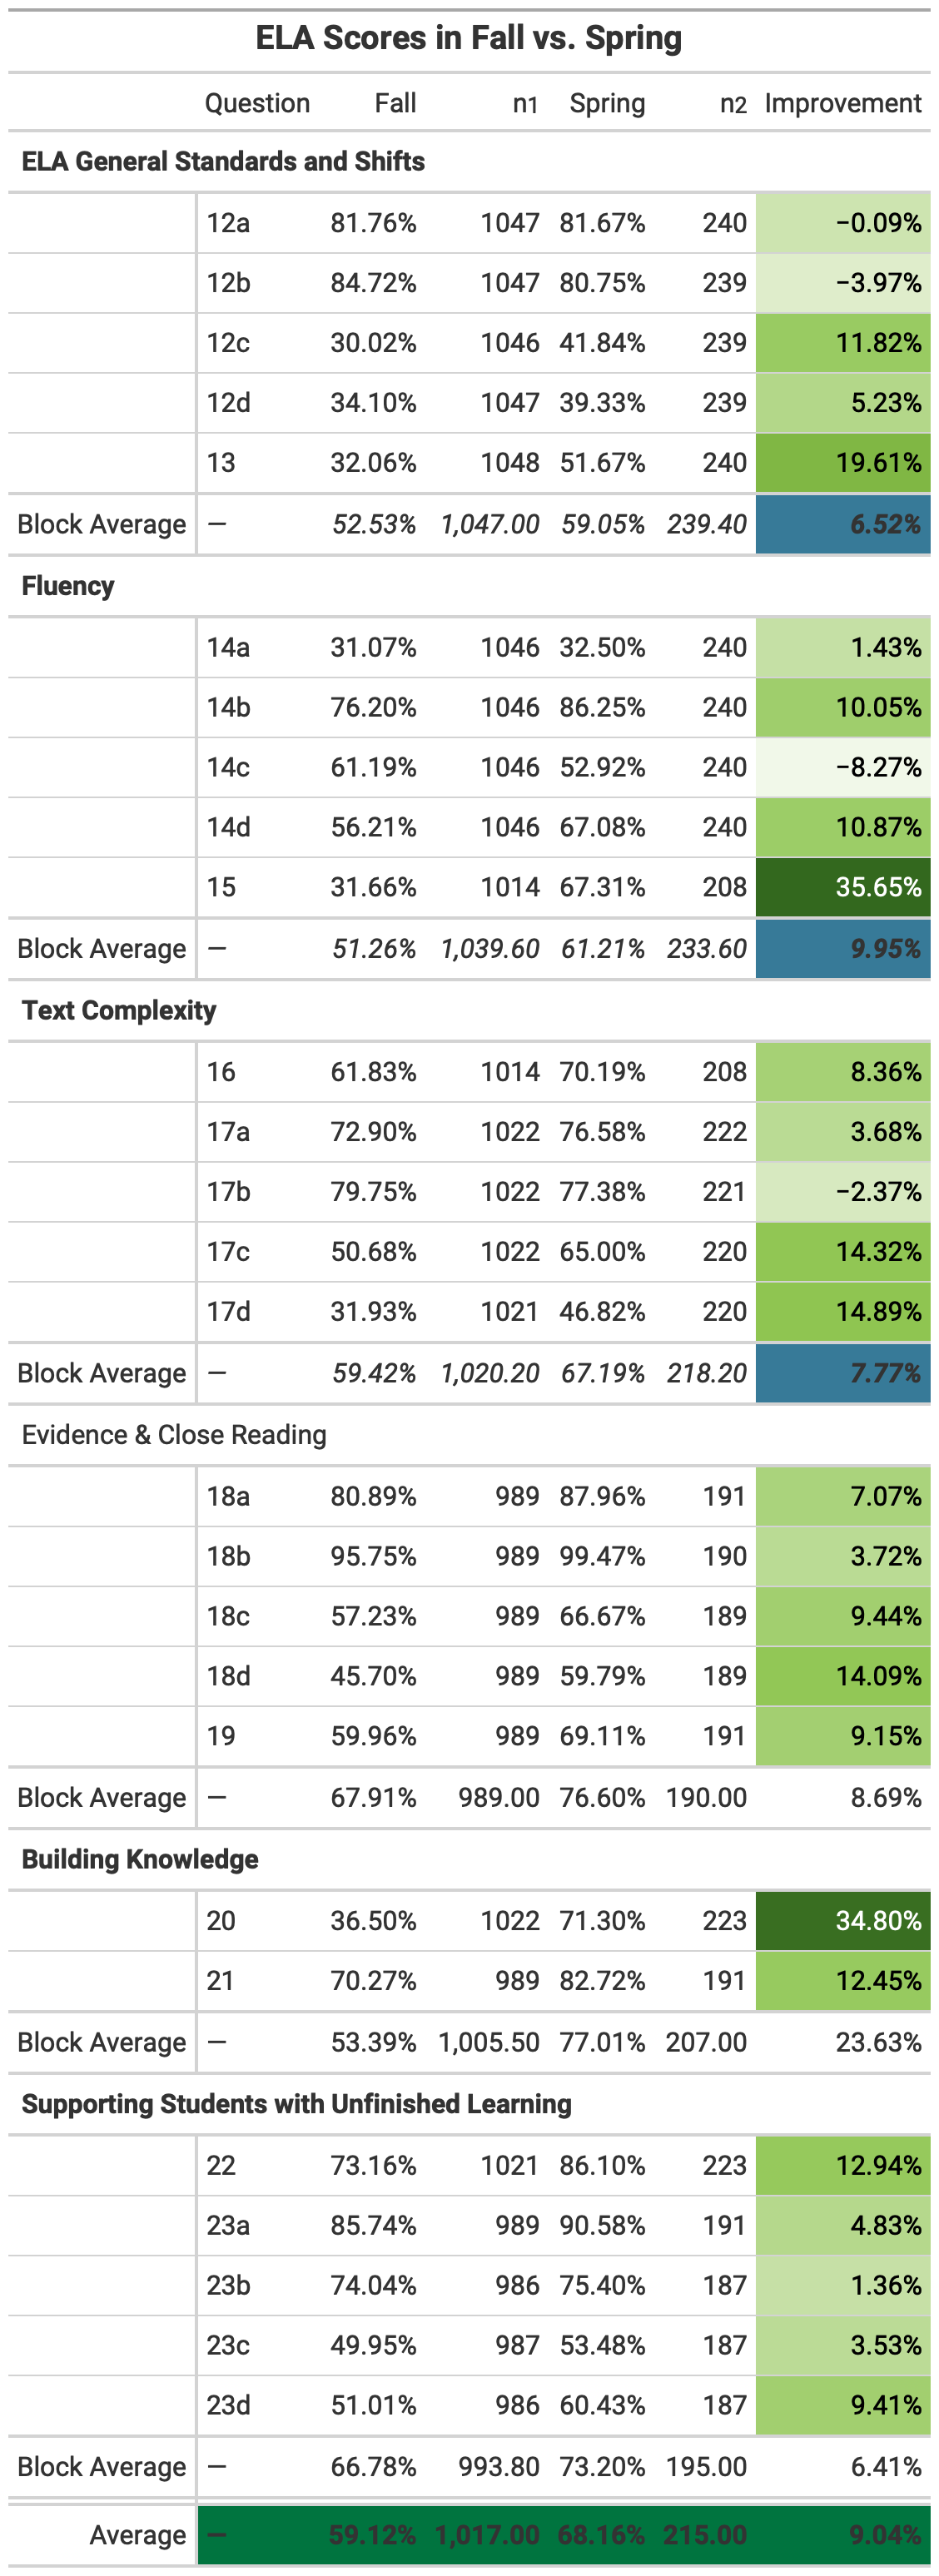 ELA Scores in Fall vs. Spring
Question Fall n1 Spring n2 Improvement
ELA General Standards and Shifts
12a 81.76% 1047 81.67% 240 −0.09%
12b 84.72% 1047 80.75% 239 −3.97%
12c 30.02% 1046 41.84% 239 11.82%
12d 34.10% 1047 39.33% 239 5.23%
13 32.06% 1048 51.67% 240 19.61%
Block Average — 52.53% 1,047.00 59.05% 239.40 6.52%
Fluency
14a 31.07% 1046 32.50% 240 1.43%
14b 76.20% 1046 86.25% 240 10.05%
14c 61.19% 1046 52.92% 240 −8.27%
14d 56.21% 1046 67.08% 240 10.87%
15 31.66% 1014 67.31% 208 35.65%
Block Average — 51.26% 1,039.60 61.21% 233.60 9.95%
Text Complexity
16 61.83% 1014 70.19% 208 8.36%
17a 72.90% 1022 76.58% 222 3.68%
17b 79.75% 1022 77.38% 221 −2.37%
17c 50.68% 1022 65.00% 220 14.32%
17d 31.93% 1021 46.82% 220 14.89%
Block Average — 59.42% 1,020.20 67.19% 218.20 7.77%
Evidence & Close Reading
18a 80.89% 989 87.96% 191 7.07%
18b 95.75% 989 99.47% 190 3.72%
18c 57.23% 989 66.67% 189 9.44%
18d 45.70% 989 59.79% 189 14.09%
19 59.96% 989 69.11% 191 9.15%
Block Average — 67.91% 989.00 76.60% 190.00 8.69%
Building Knowledge
20 36.50% 1022 71.30% 223 34.80%
21 70.27% 989 82.72% 191 12.45%
Block Average — 53.39% 1,005.50 77.01% 207.00 23.63%
Supporting Students with Unfinished Learning
22 73.16% 1021 86.10% 223 12.94%
23a 85.74% 989 90.58% 191 4.83%
23b 74.04% 986 75.40% 187 1.36%
23c 49.95% 987 53.48% 187 3.53%
23d 51.01% 986 60.43% 187 9.41%
Block Average — 66.78% 993.80 73.20% 195.00 6.41%
Average — 59.12% 1,017.00 68.16% 215.00 9.04%